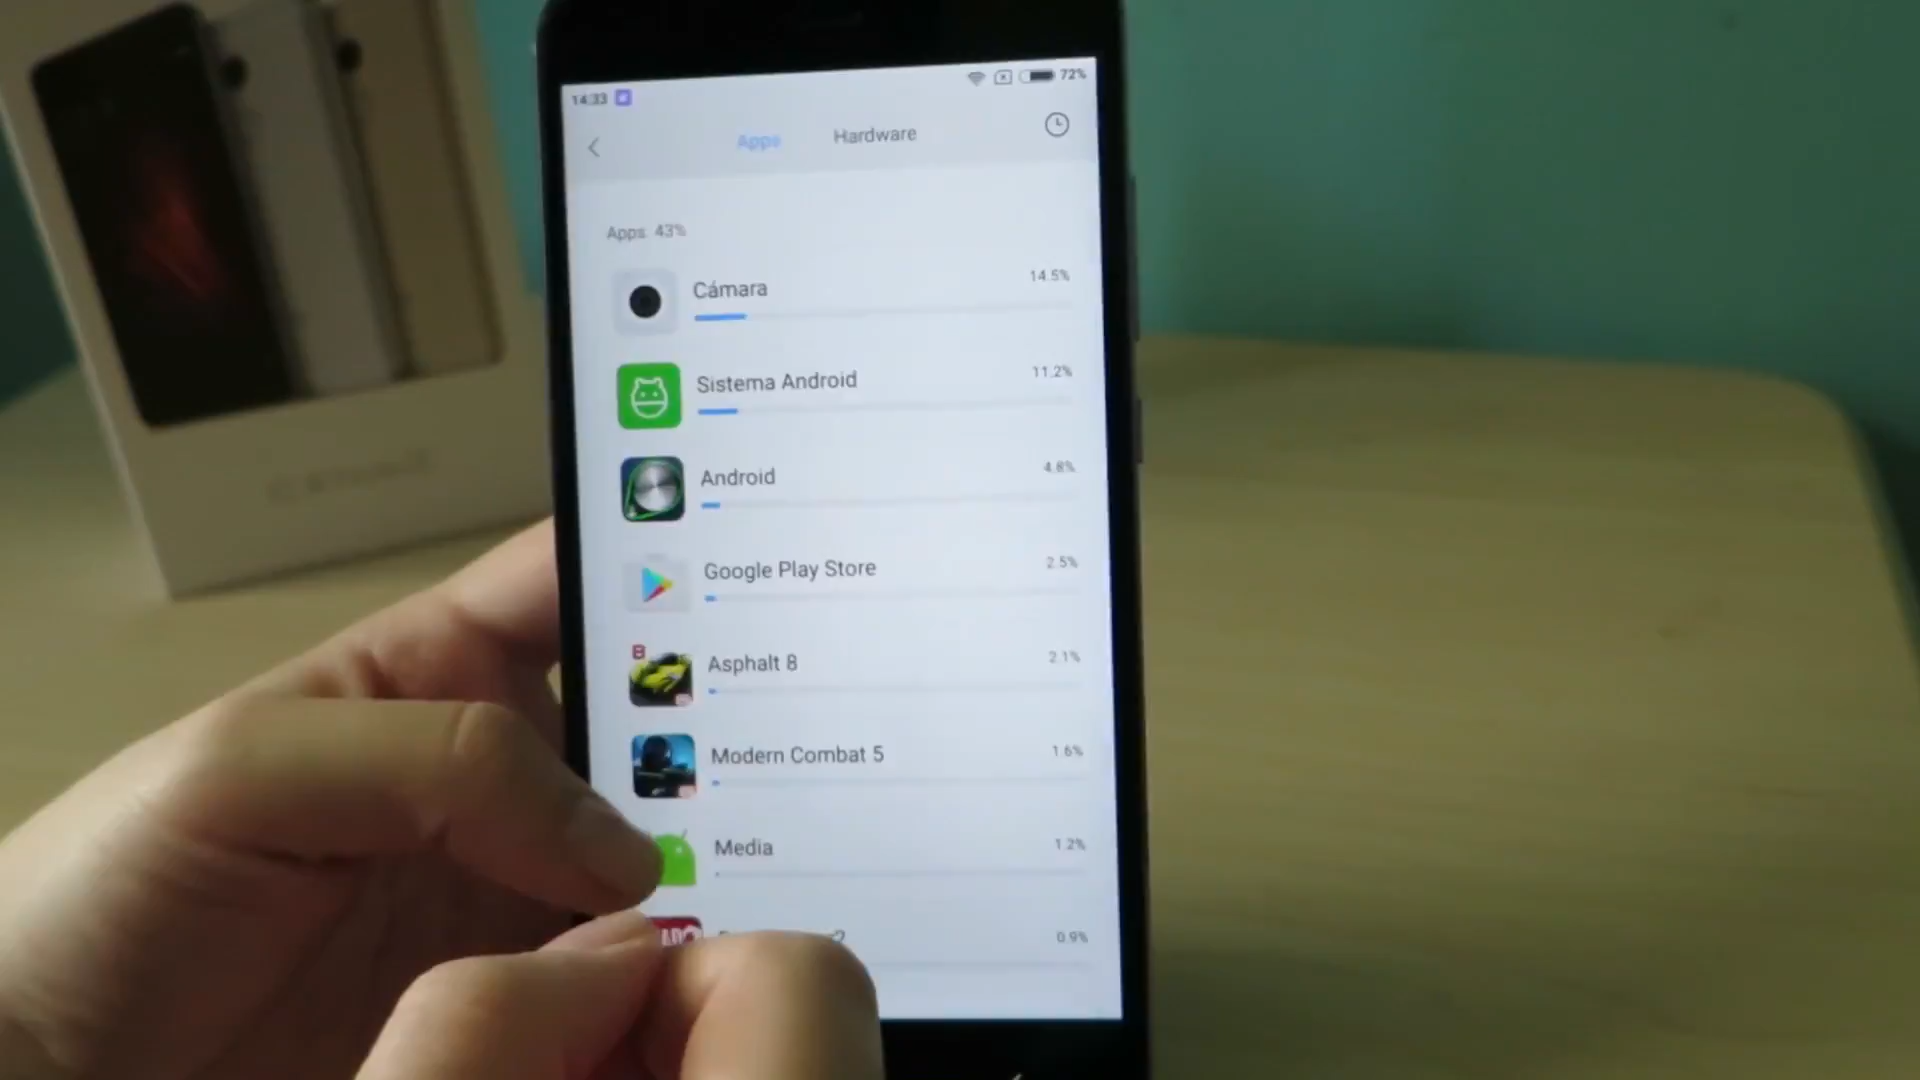 14:33
72%
Apps
Hardware
Apps: 43%
Cámara
14.5%
Sistema Android
11.2%
Android
4.8%
Google Play Store
2.5%
Asphalt 8
2.1%
Modern Combat 5
1.6%
Media
1.2%
0.9%